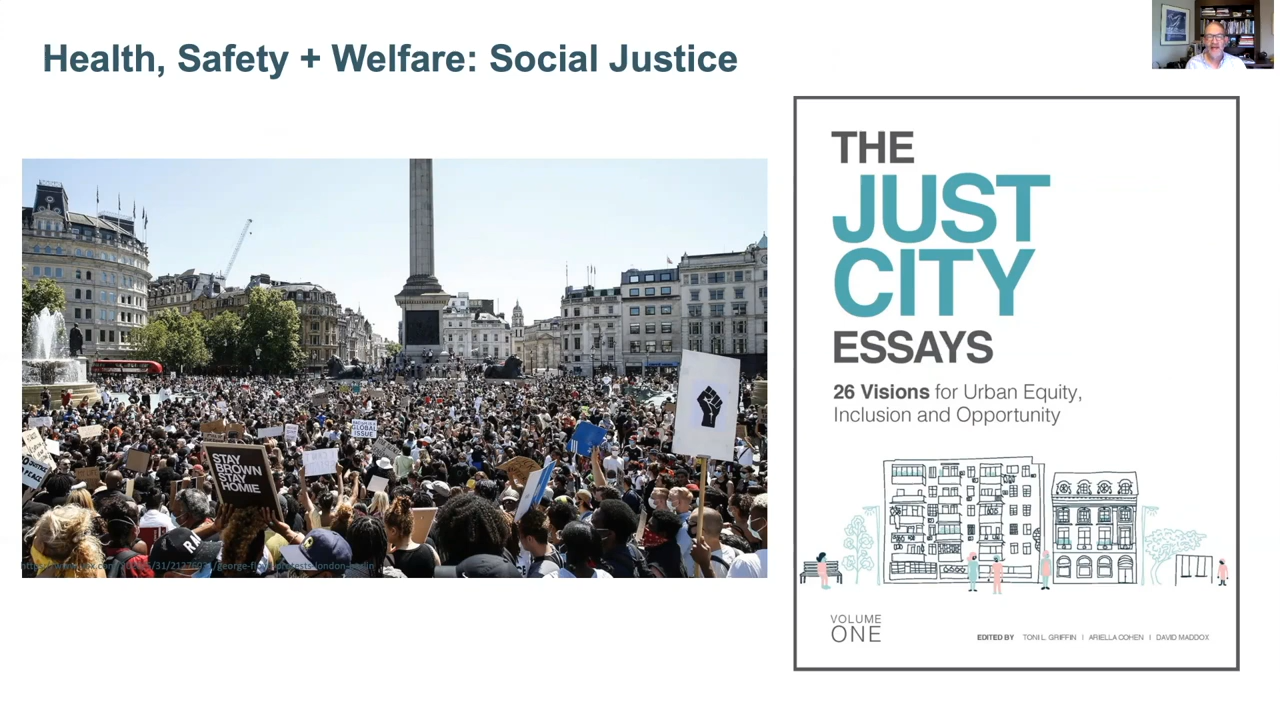 Health, Safety + Welfare: Social Justice
THE
JUST
CITY
ESSAYS
26 Visions for Urban Equity,
Inclusion and Opportunity
VOLUME
ONE
EDITED BY TONI L. GRIFFIN | ARIELLA COHEN | DAVID MADDOX
STAY
BROWN
STAY
HOMIE
GLOBAL
ISSUE